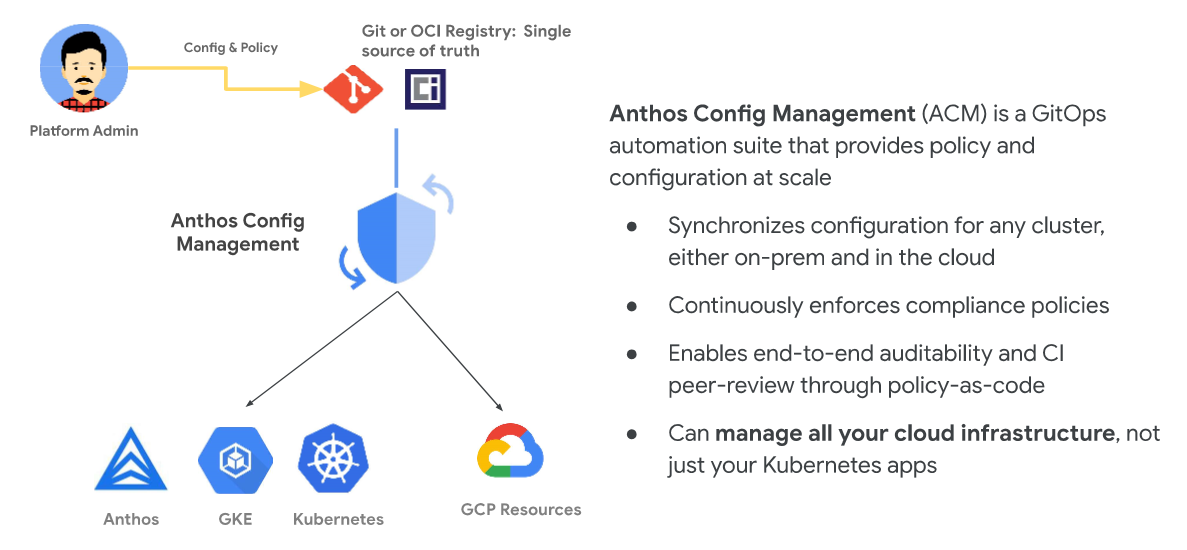 Config & Policy
Git or OCI Registry:  Single
source of truth
Ci
Platform Admin
Anthos Config
Management
Anthos
GKE
Kubernetes
GCP Resources
Anthos Config Management (ACM) is a GitOps
automation suite that provides policy and
configuration at scale
● Synchronizes configuration for any cluster,
either on-prem and in the cloud
● Continuously enforces compliance policies
● Enables end-to-end auditability and CI
peer-review through policy-as-code
● Can manage all your cloud infrastructure, not
just your Kubernetes apps